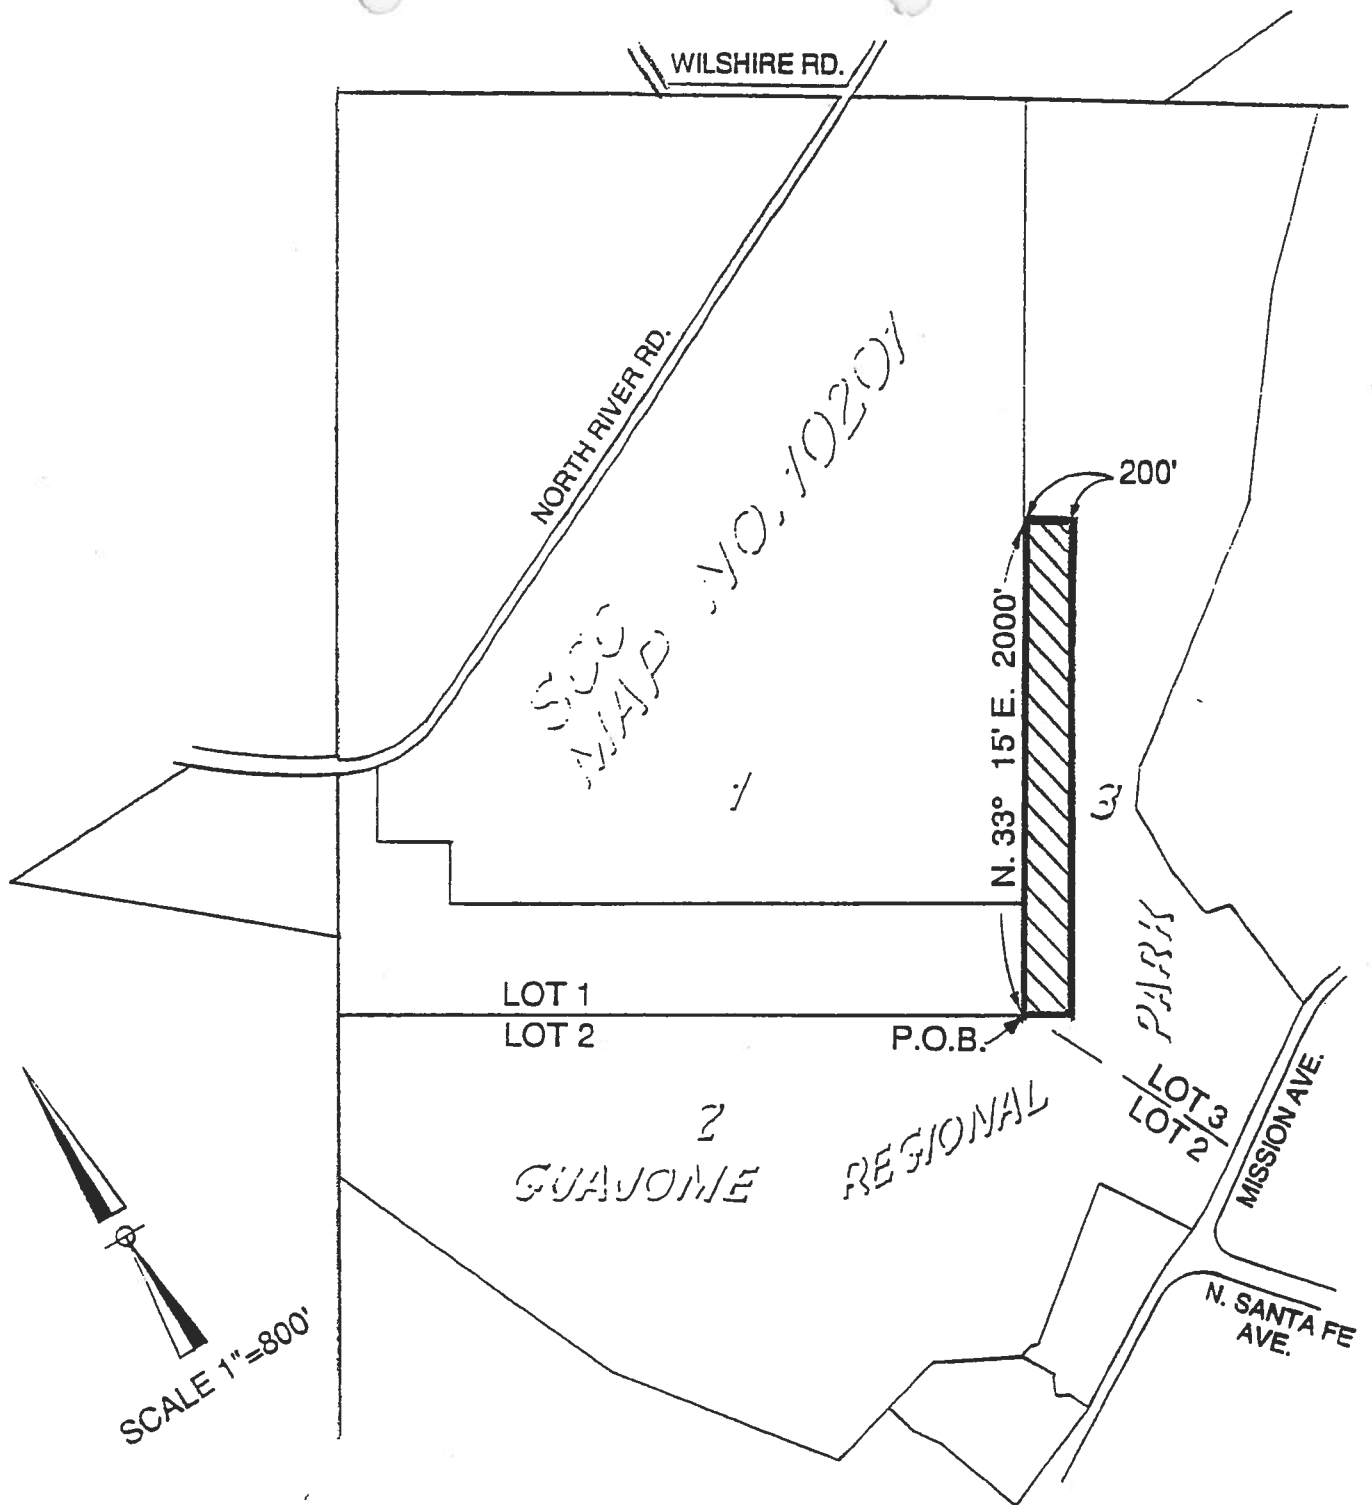 WILSHIRE RD.
NORTH RIVER RD.
SCC
MAP NO. 10201
200'
N. 33° 15' E. 2000'
1
3
LOT 1
LOT 2
P.O.B.
PARK
LOT 3
LOT 2
MISSION AVE.
2
GUAJOME REGIONAL
N. SANTA FE
AVE.
SCALE 1"=800'